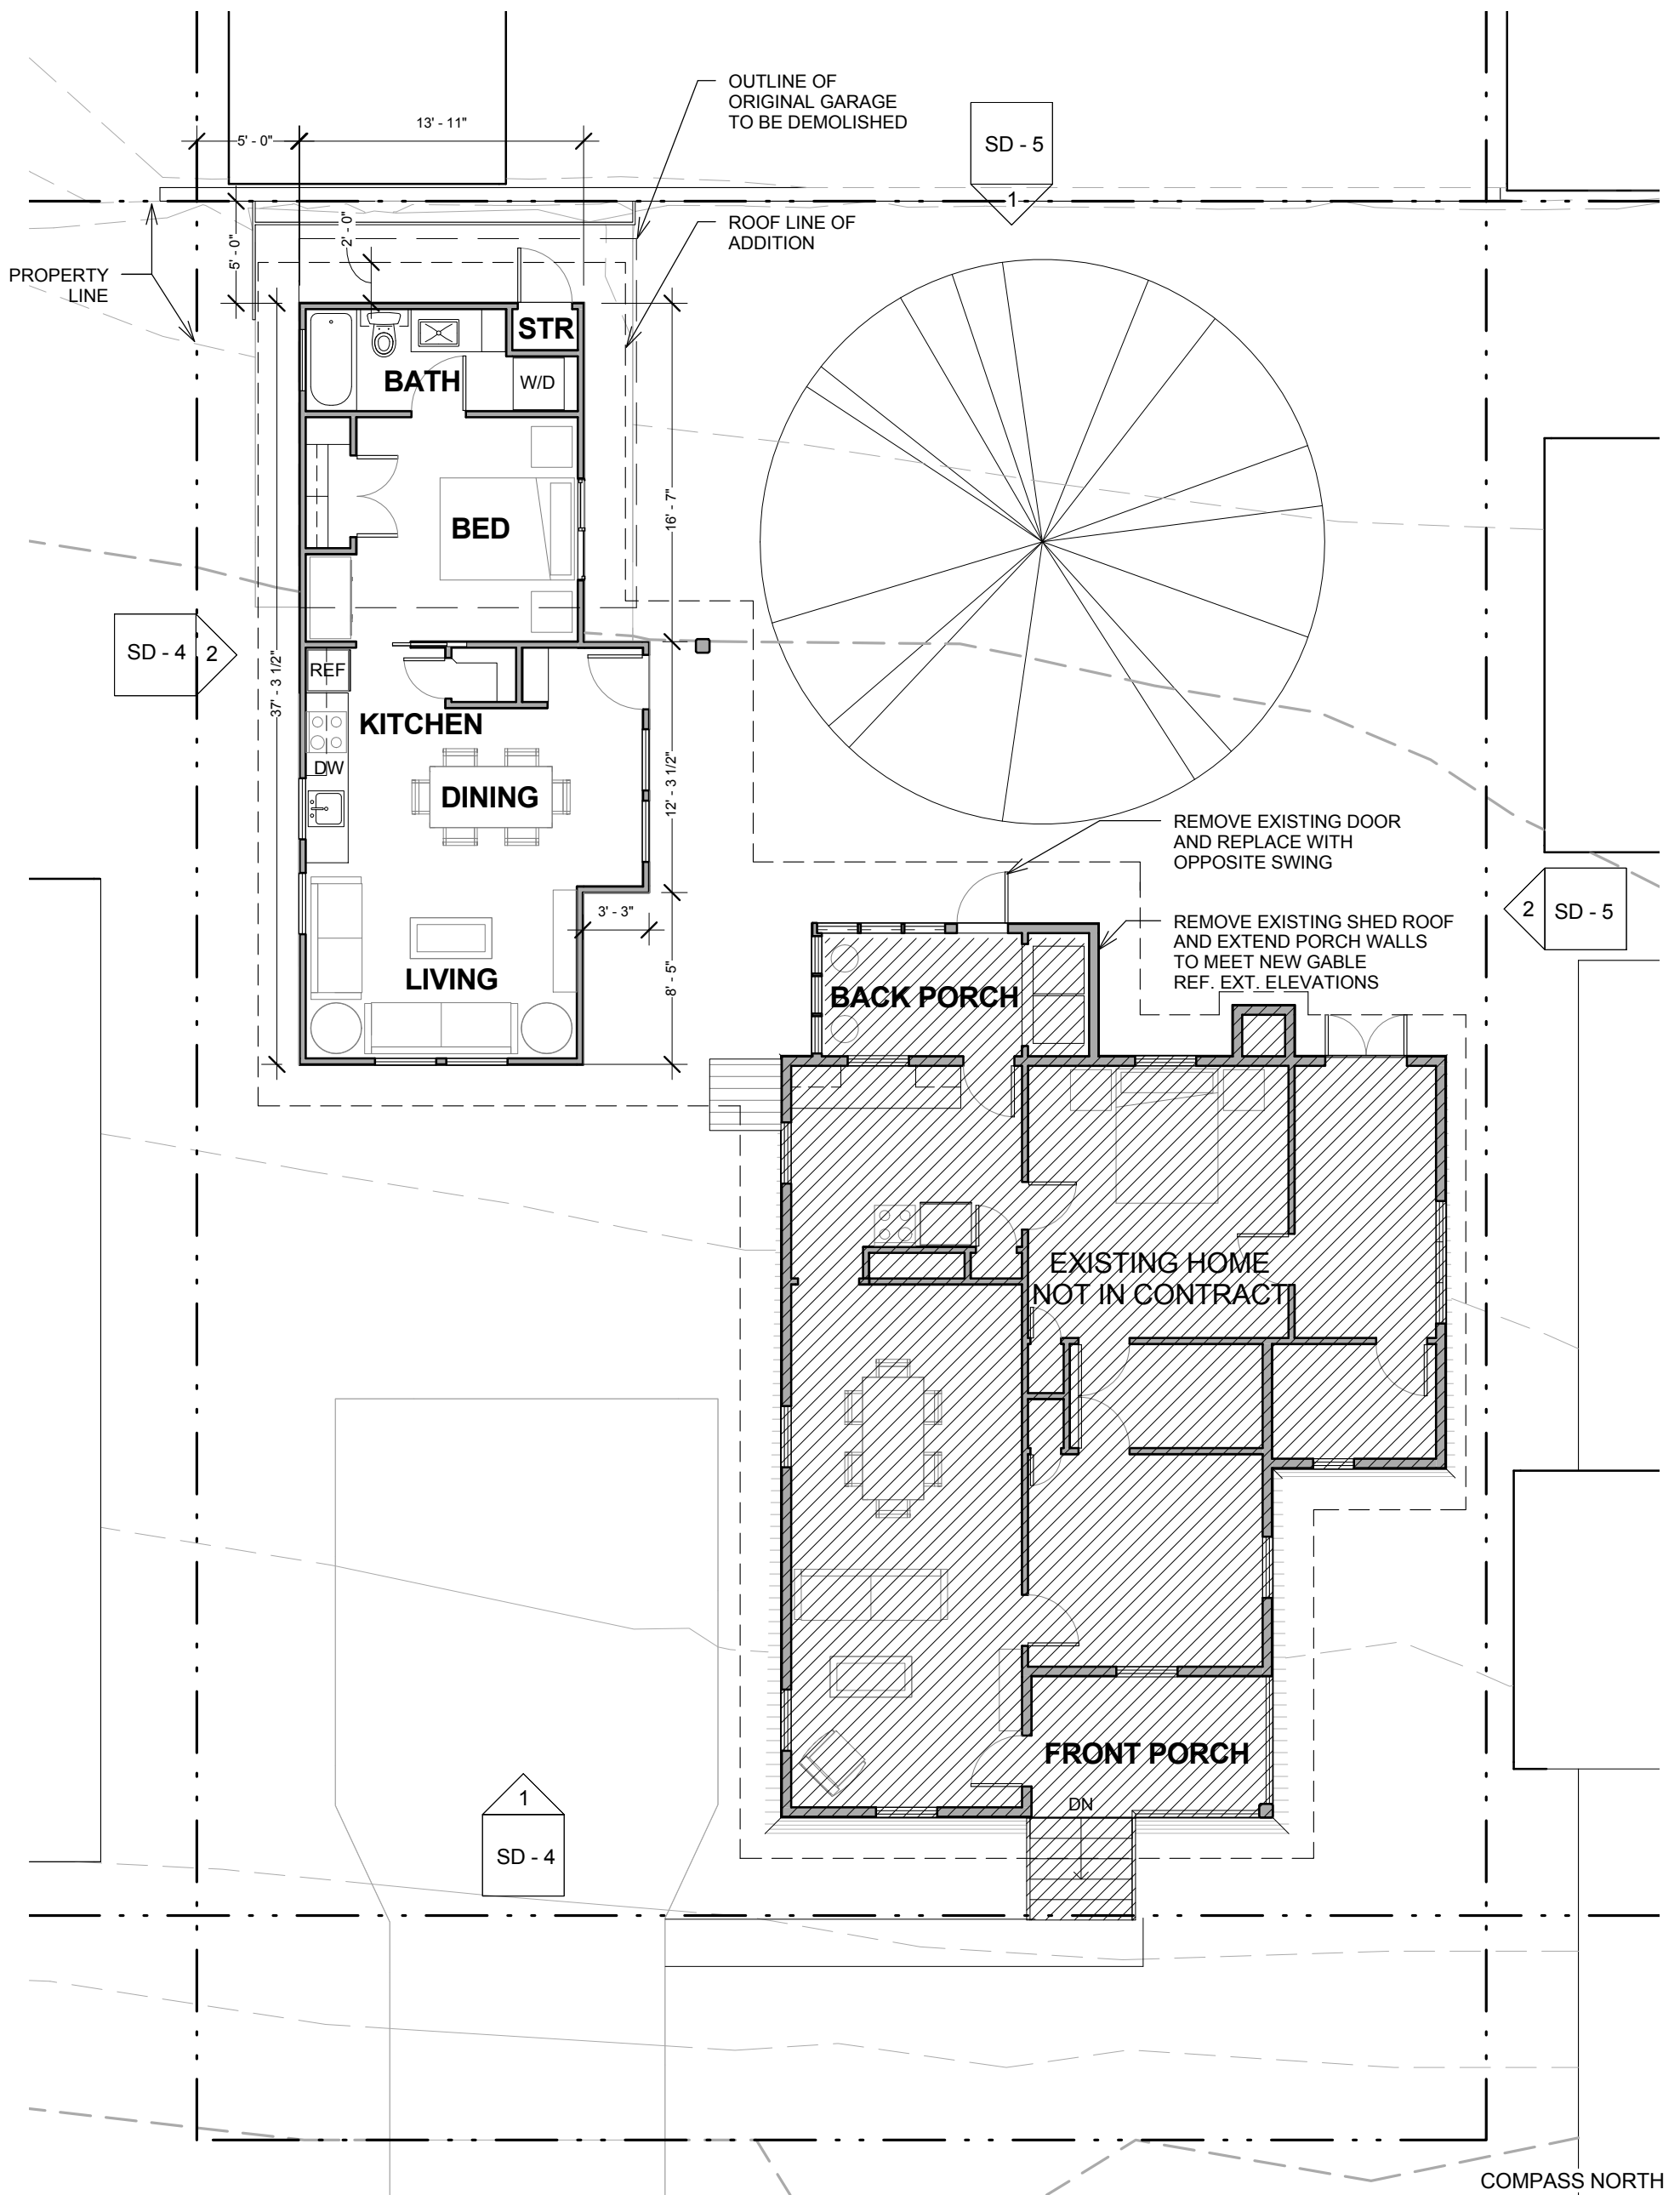 OUTLINE OF
ORIGINAL GARAGE
TO BE DEMOLISHED
5' - 0"
13' - 11"
SD - 5
1
5' - 0"
2' - 0"
ROOF LINE OF
ADDITION
PROPERTY
LINE
STR
BATH
W/D
BED
16' - 7"
SD - 4
2
37' - 3 1/2"
REF
KITCHEN
DW
DINING
12' - 3 1/2"
REMOVE EXISTING DOOR
AND REPLACE WITH
OPPOSITE SWING
3' - 3"
2
SD - 5
REMOVE EXISTING SHED ROOF
AND EXTEND PORCH WALLS
TO MEET NEW GABLE
REF. EXT. ELEVATIONS
LIVING
8' - 5"
BACK PORCH
EXISTING HOME
NOT IN CONTRACT
FRONT PORCH
DN
1
SD - 4
COMPASS NORTH